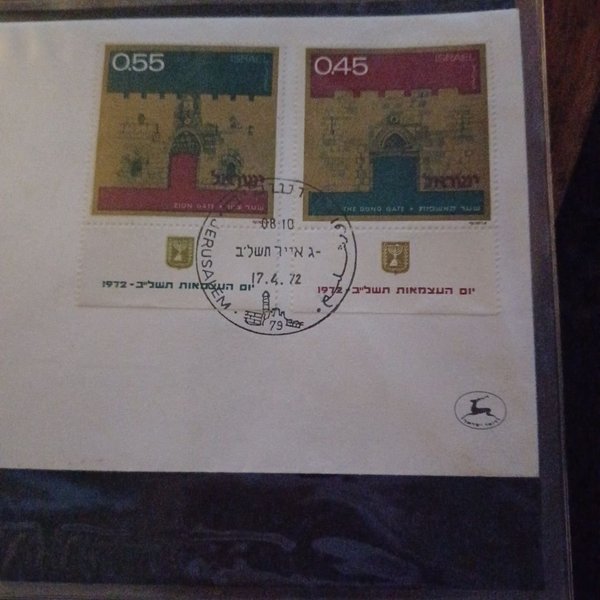 0.55 ISRAEL
ישראל
ZION GATE • שער ציון
0.45 ISRAEL
ישראל
THE DUNG GATE • שער האשפות
יום העצמאות תשל"ב - 1972
יום העצמאות תשל"ב - 1972
08.10
ג אייר תשל"ב -
17.4.72
JERUSALEM
79